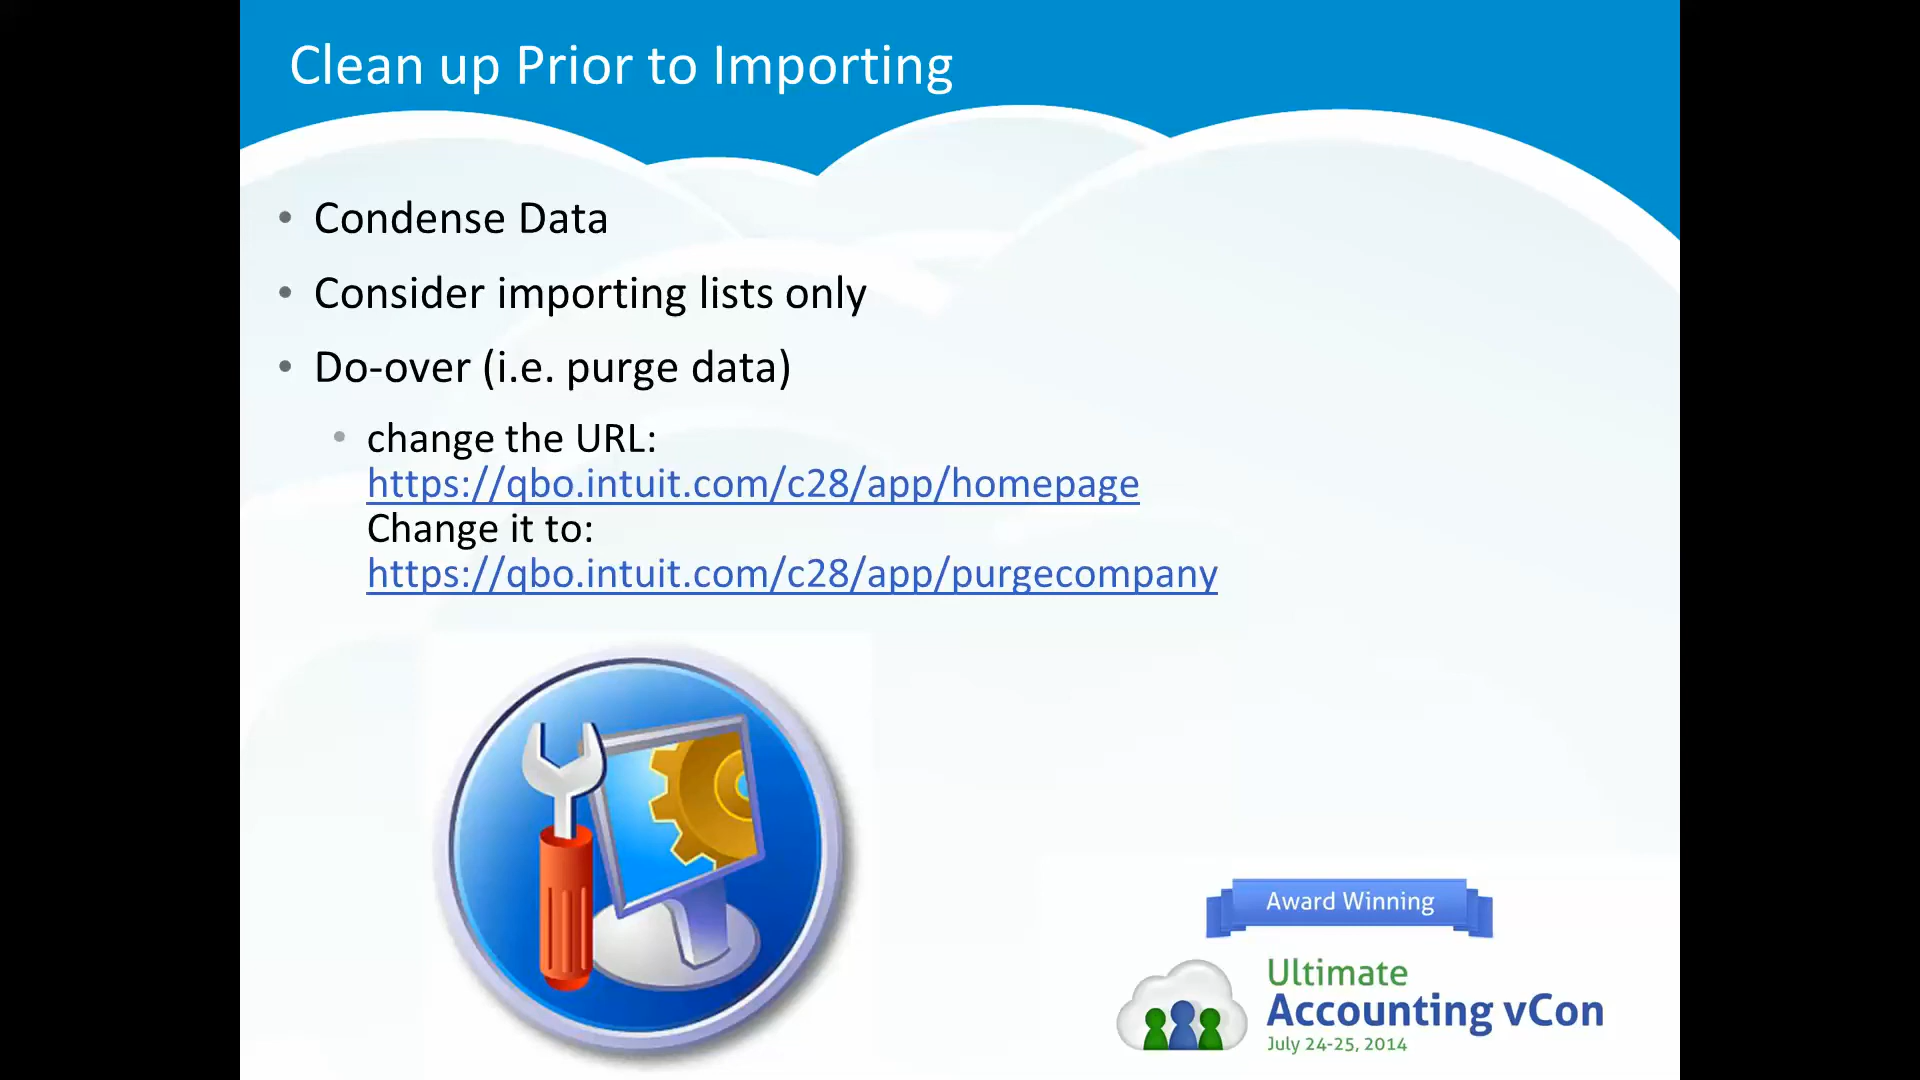 Clean up Prior to Importing
• Condense Data
• Consider importing lists only
• Do-over (i.e. purge data)
• change the URL:
https://qbo.intuit.com/c28/app/homepage
Change it to:
https://qbo.intuit.com/c28/app/purgecompany
Award Winning
Ultimate
Accounting vCon
July 24-25, 2014